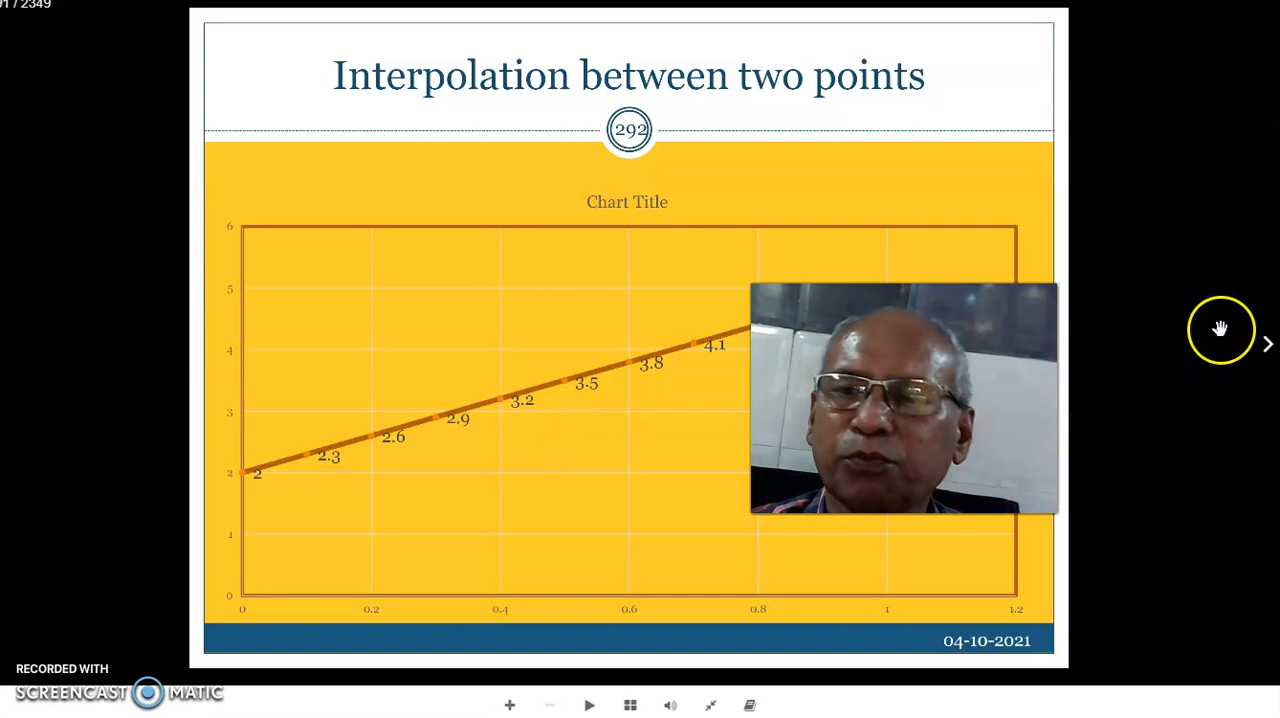 91 / 2349
Interpolation between two points
292
Chart Title
6
5
4
3
2
1
0
4.1
3.8
3.5
3.2
2.9
2.6
2.3
2
0 0.2 0.4 0.6 0.8 1 1.2
04-10-2021
RECORDED WITH
SCREENCAST MATIC